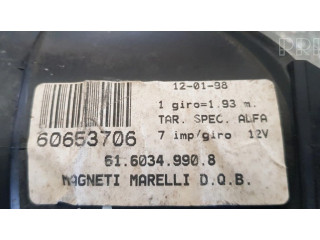 12-01-98
1 giro=1.93 m.
TAR. SPEC. ALFA
60653706
7 imp/giro 12V
61.6034.990.8
MAGNETI MARELLI D.Q.B.